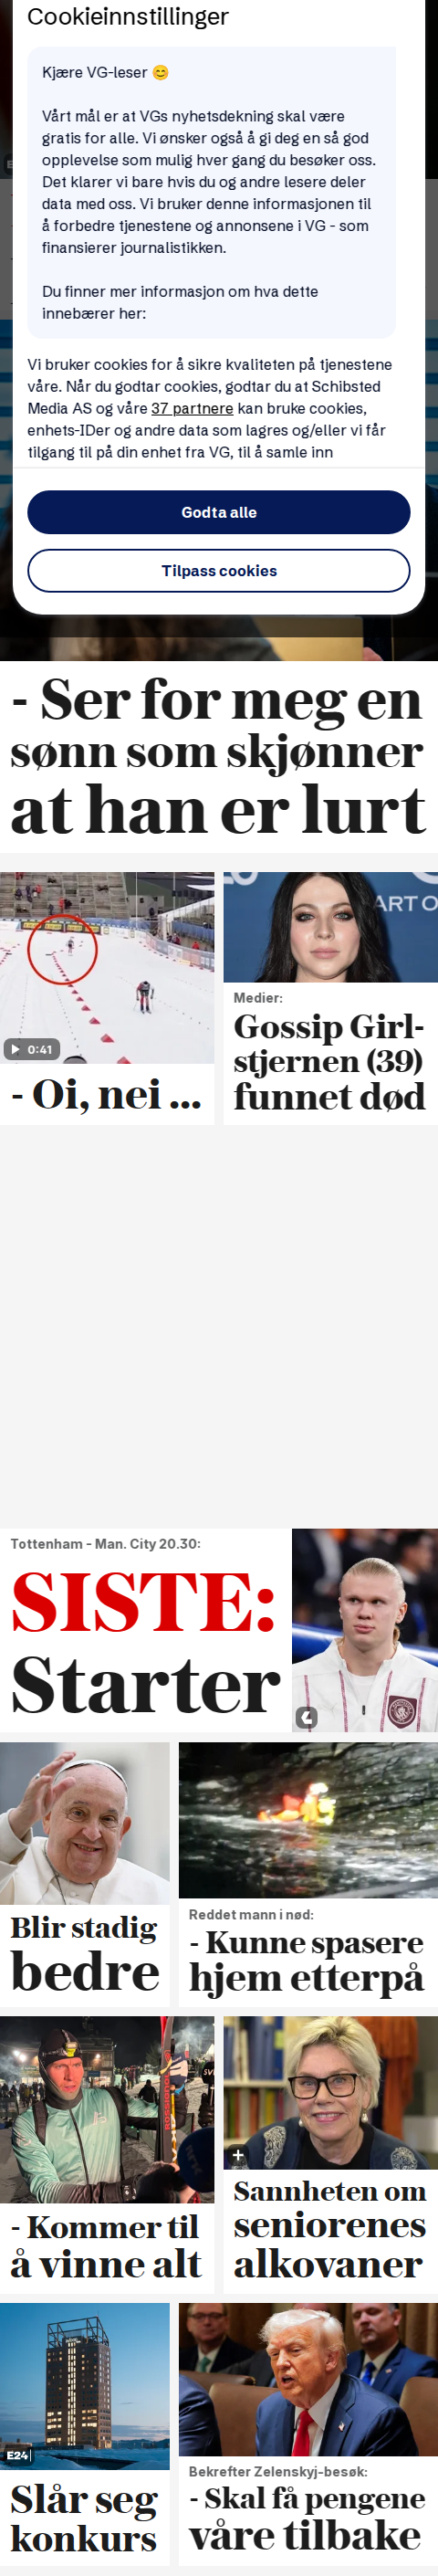 Cookieinnstillinger
Kjære VG-leser 😊
Vårt mål er at VGs nyhetsdekning skal være
gratis for alle. Vi ønsker også å gi deg en så god
opplevelse som mulig hver gang du besøker oss.
Det klarer vi bare hvis du og andre lesere deler
data med oss. Vi bruker denne informasjonen til
å forbedre tjenestene og annonsene i VG - som
finansierer journalistikken.
Du finner mer informasjon om hva dette
innebærer her:
Vi bruker cookies for å sikre kvaliteten på tjenestene
våre. Når du godtar cookies, godtar du at Schibsted
Media AS og våre 37 partnere kan bruke cookies,
enhets-IDer og andre data som lagres og/eller vi får
tilgang til på din enhet fra VG, til å samle inn
Godta alle
Tilpass cookies
- Ser for meg en
sønn som skjønner
at han er lurt
0:41
- Oi, nei ...
ART O
Medier:
Gossip Girl-
stjernen (39)
funnet død
Tottenham - Man. City 20.30:
SISTE:
Starter
Blir stadig
bedre
Reddet mann i nød:
- Kunne spasere
hjem etterpå
- Kommer til
å vinne alt
Sannheten om
seniorenes
alkovaner
E24
Slår seg
konkurs
Bekrefter Zelenskyj-besøk:
- Skal få pengene
våre tilbake